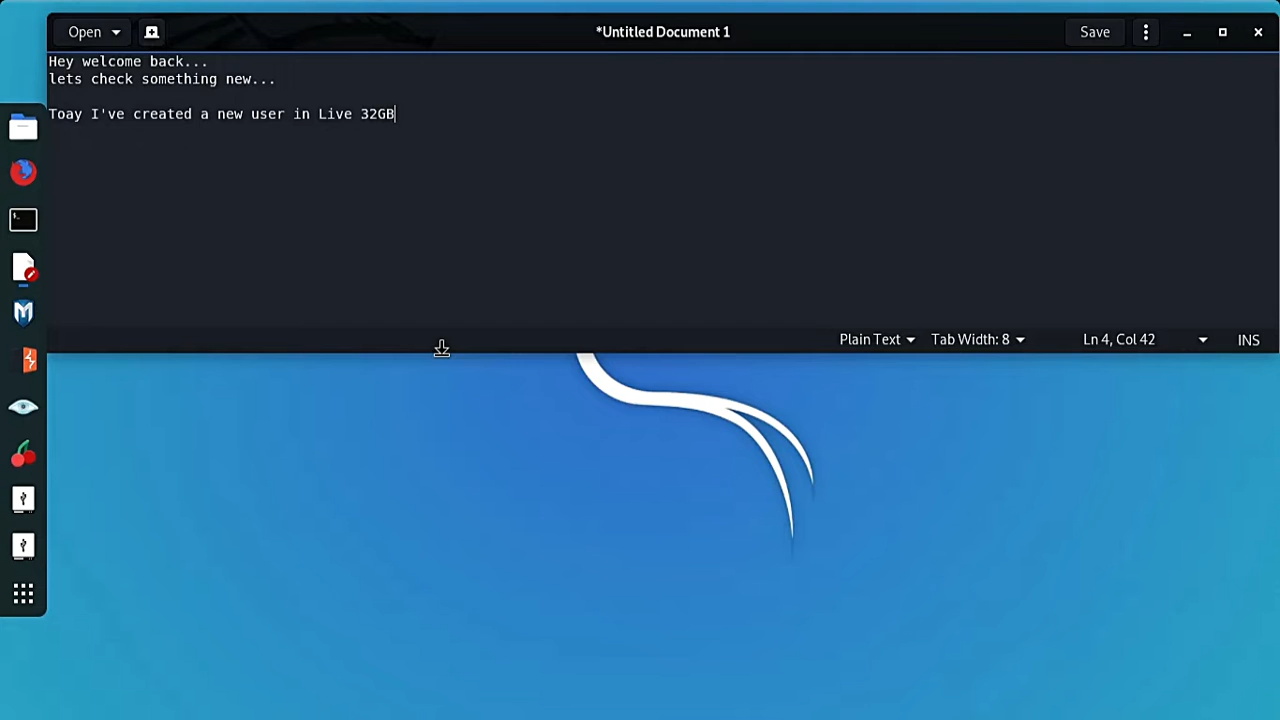 Open
*Untitled Document 1
Save
Hey welcome back...
lets check something new...
Toay I've created a new user in Live 32GB
Plain Text
Tab Width: 8
Ln 4, Col 42
INS